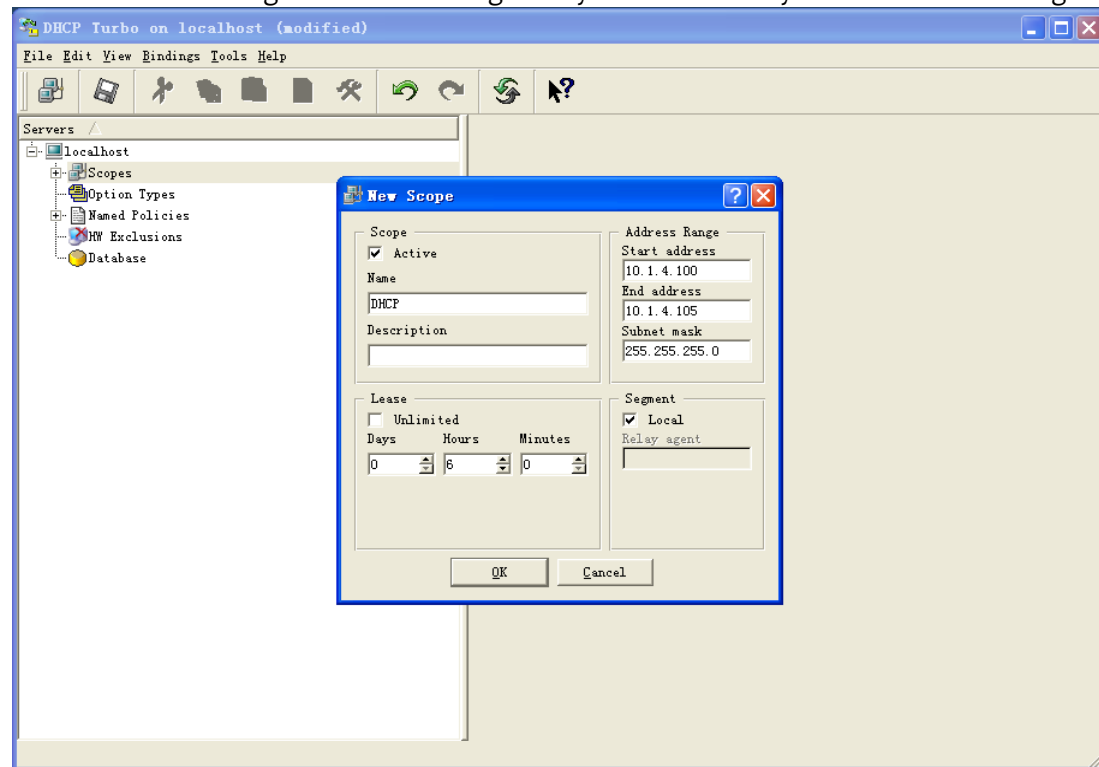 DHCP Turbo on localhost (modified)
File Edit View Bindings Tools Help
Servers
localhost
Scopes
Option Types
Named Policies
HW Exclusions
Database
New Scope
Scope
Active
Name
DHCP
Description
Address Range
Start address
10. 1. 4. 100
End address
10. 1. 4. 105
Subnet mask
255. 255. 255. 0
Lease
Unlimited
Days Hours Minutes
0 6 0
Segment
Local
Relay agent
OK Cancel